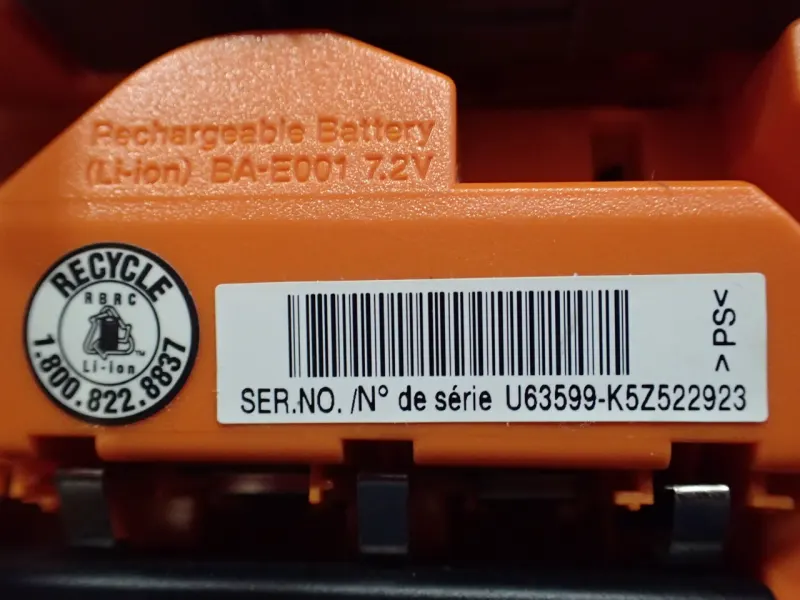 Rechargeable Battery
(Li-ion) BA-E001 7.2V
RECYCLE
RBRC
TM
Li-ion
1.800.822.8837
SER.NO. /N° de série U63599-K5Z522923
>PS<